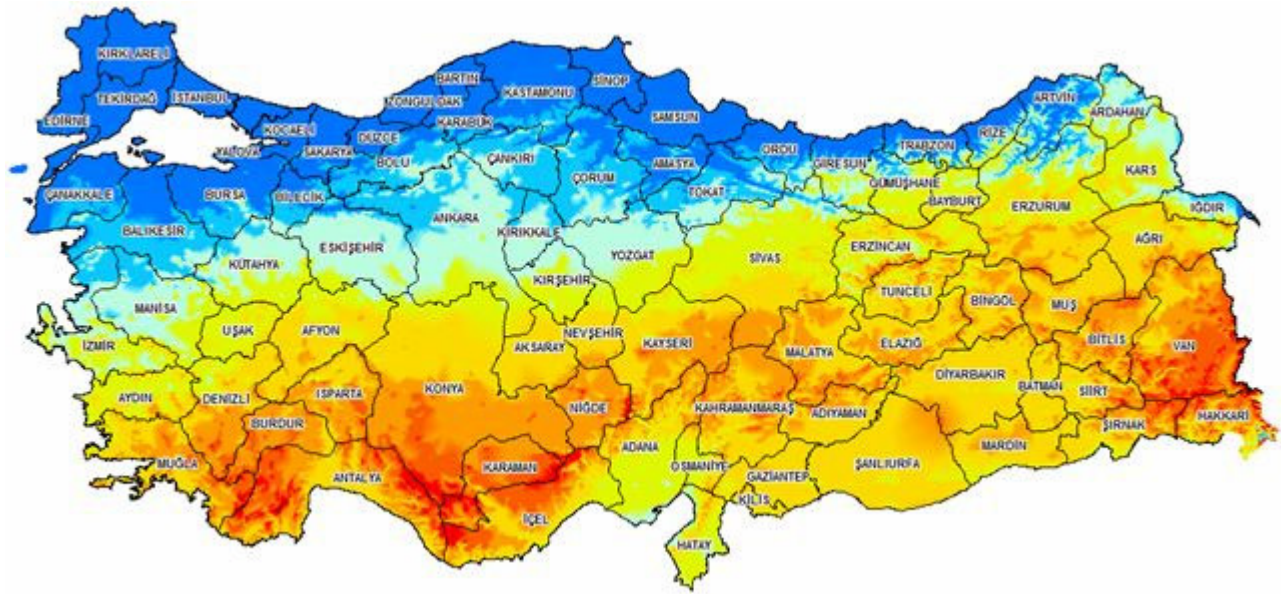 KIRKLARELİ
EDİRNE
TEKİRDAĞ
İSTANBUL
KOCAELİ
YALOVA
SAKARYA
DÜZCE
BOLU
ZONGULDAK
BARTIN
KARABÜK
KASTAMONU
SİNOP
SAMSUN
ÇANKIRI
ÇORUM
AMASYA
TOKAT
ORDU
GİRESUN
TRABZON
RİZE
ARTVİN
ARDAHAN
KARS
IĞDIR
GÜMÜŞHANE
BAYBURT
ERZURUM
ERZİNCAN
AĞRI
ÇANAKKALE
BALIKESİR
BURSA
BİLECİK
KÜTAHYA
ESKİŞEHİR
ANKARA
KIRIKKALE
YOZGAT
SİVAS
KIRŞEHİR
MANİSA
İZMİR
UŞAK
AFYON
AKSARAY
NEVŞEHİR
KAYSERİ
MALATYA
TUNCELİ
BİNGÖL
ELAZIĞ
MUŞ
BİTLİS
VAN
AYDIN
DENİZLİ
ISPARTA
BURDUR
KONYA
NİĞDE
KAHRAMANMARAŞ
ADIYAMAN
DİYARBAKIR
BATMAN
SİİRT
ŞIRNAK
HAKKARİ
MARDİN
ŞANLIURFA
MUĞLA
ANTALYA
KARAMAN
İÇEL
ADANA
OSMANİYE
GAZİANTEP
KİLİS
HATAY